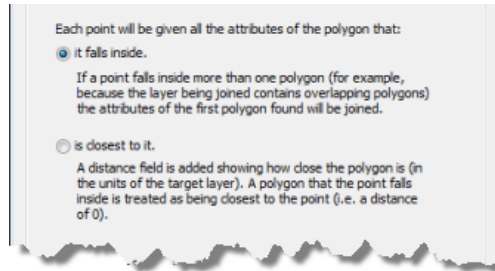 Each point will be given all the attributes of the polygon that:
it falls inside.
If a point falls inside more than one polygon (for example,
because the layer being joined contains overlapping polygons)
the attributes of the first polygon found will be joined.
is closest to it.
A distance field is added showing how close the polygon is (in
the units of the target layer). A polygon that the point falls
inside is treated as being closest to the point (i.e. a distance
of 0).